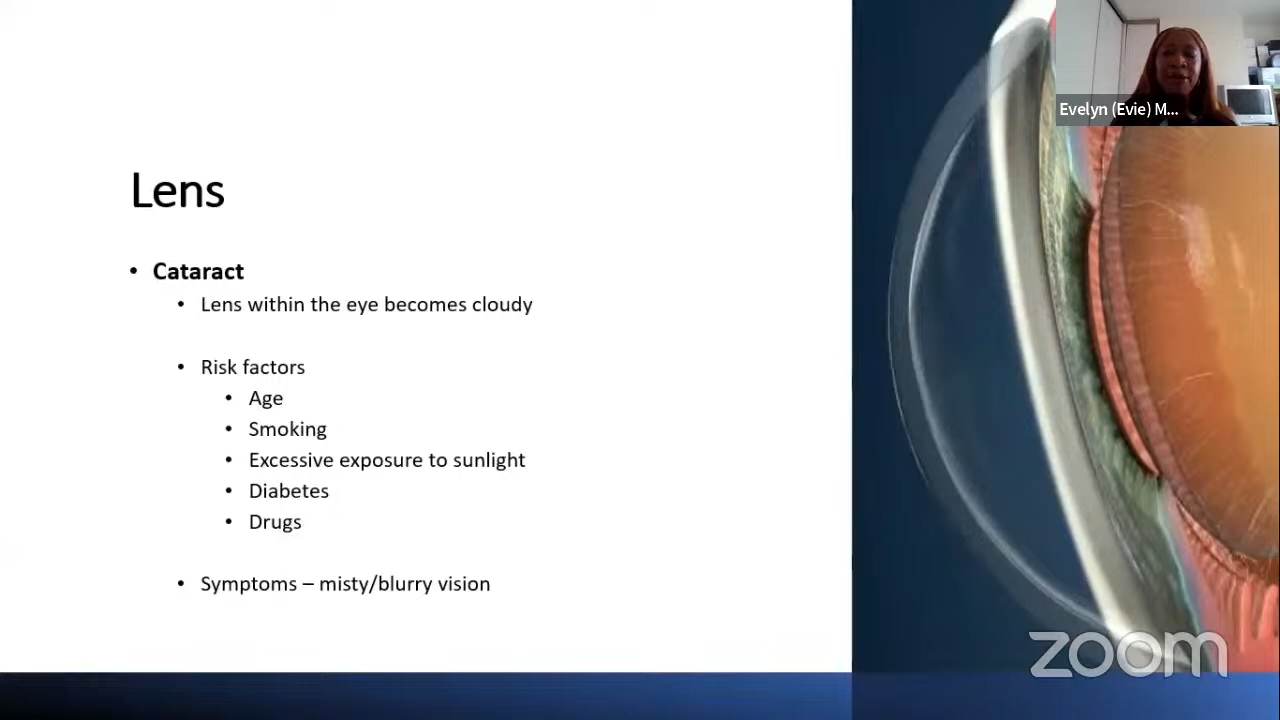 Evelyn (Evie) M...
Lens
• Cataract
• Lens within the eye becomes cloudy
• Risk factors
• Age
• Smoking
• Excessive exposure to sunlight
• Diabetes
• Drugs
• Symptoms – misty/blurry vision
zoom